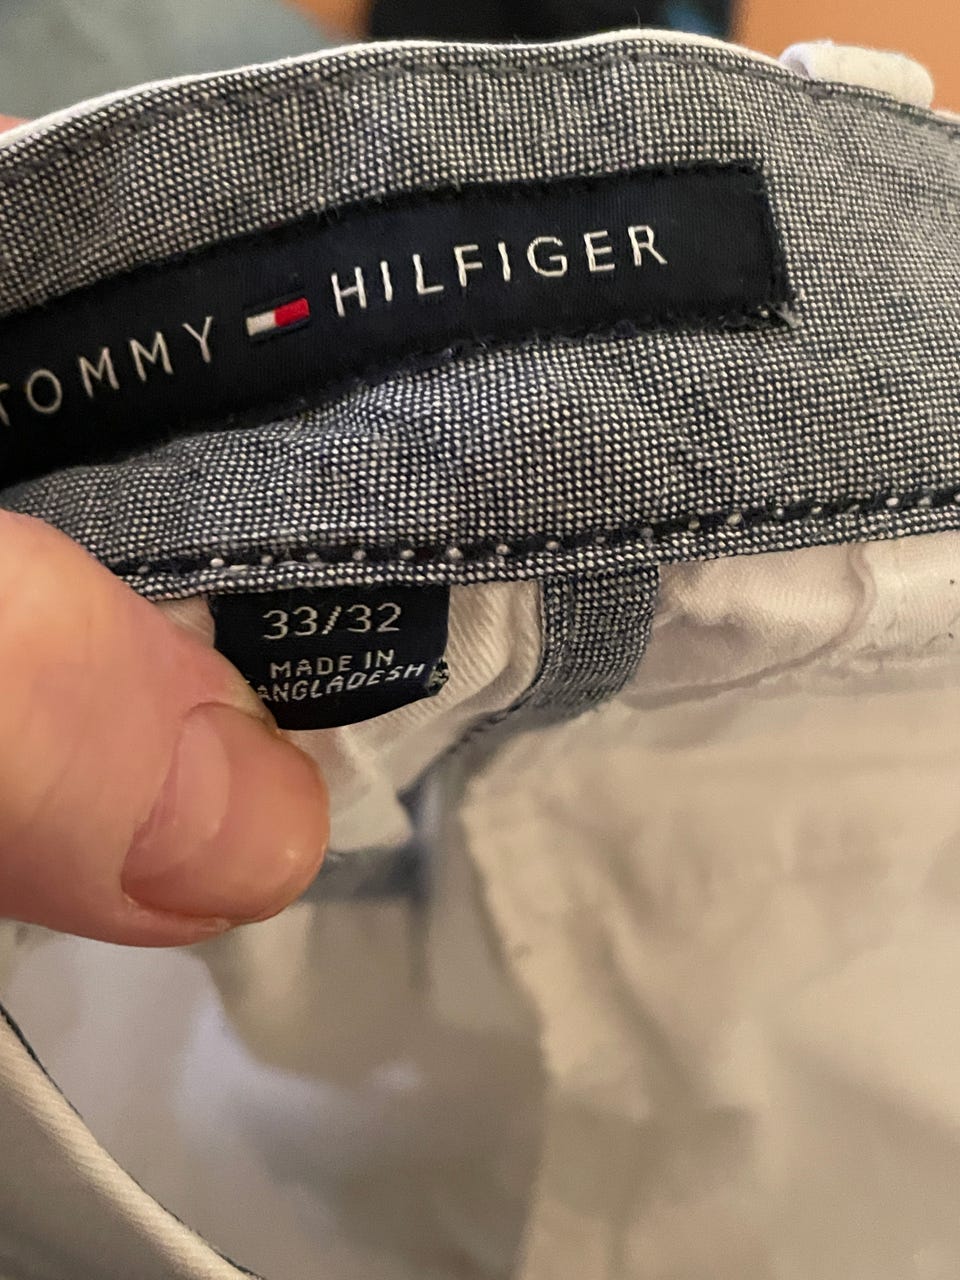 TOMMY HILFIGER
33/32
MADE IN
ANGLADESH